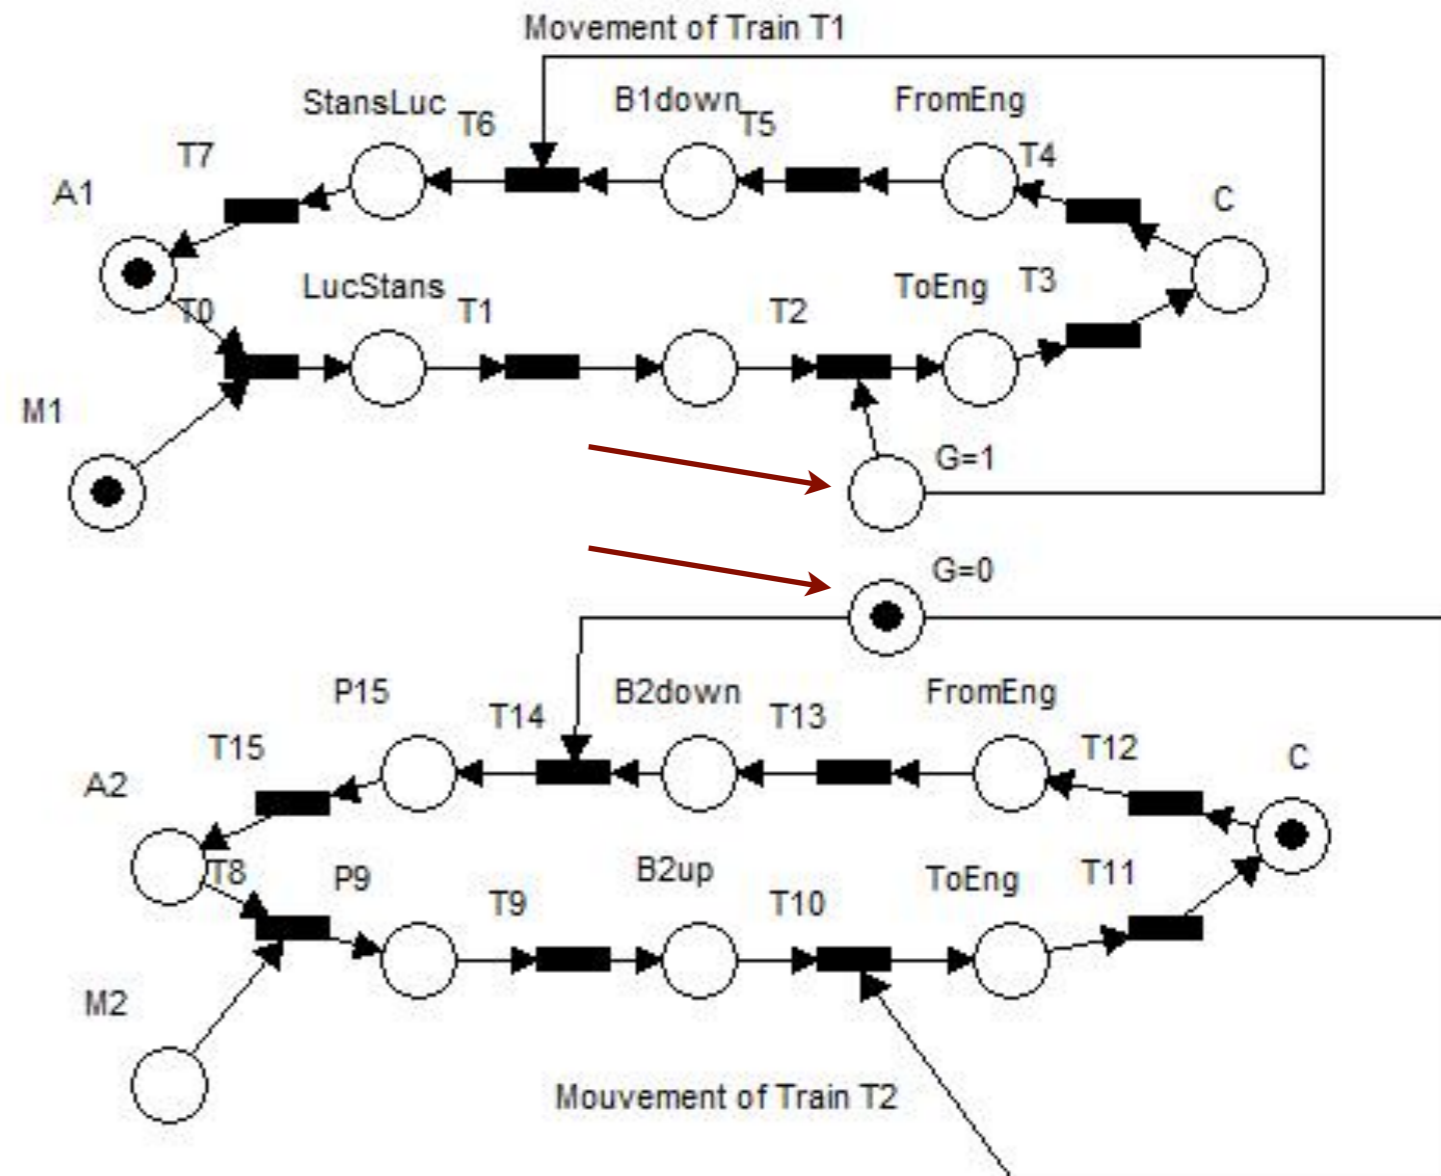 Movement of Train T1
StansLuc
T6
B1down
T5
FromEng
T7
T4
A1
C
T0
LucStans
T1
T2
ToEng
T3
M1
G=1
G=0
P15
T14
B2down
T13
FromEng
T15
T12
A2
C
T8
P9
T9
B2up
T10
ToEng
T11
M2
Mouvement of Train T2